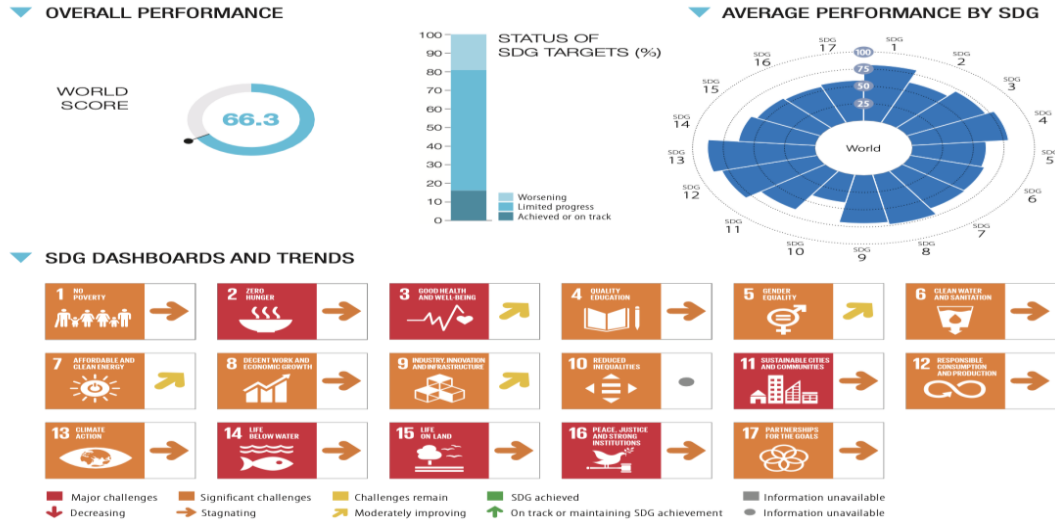 OVERALL PERFORMANCE
WORLD
SCORE
66.3
STATUS OF
SDG TARGETS (%)
100
90
80
70
60
50
40
30
20
10
0
Worsening
Limited progress
Achieved or on track
AVERAGE PERFORMANCE BY SDG
SDG
1
SDG
2
SDG
3
SDG
4
SDG
5
SDG
6
SDG
7
SDG
8
SDG
9
SDG
10
SDG
11
SDG
12
SDG
13
SDG
14
SDG
15
SDG
16
SDG
17
100
75
50
25
World
SDG DASHBOARDS AND TRENDS
1 NO
POVERTY
2 ZERO
HUNGER
3 GOOD HEALTH
AND WELL-BEING
4 QUALITY
EDUCATION
5 GENDER
EQUALITY
6 CLEAN WATER
AND SANITATION
7 AFFORDABLE AND
CLEAN ENERGY
8 DECENT WORK AND
ECONOMIC GROWTH
9 INDUSTRY, INNOVATION
AND INFRASTRUCTURE
10 REDUCED
INEQUALITIES
11 SUSTAINABLE CITIES
AND COMMUNITIES
12 RESPONSIBLE
CONSUMPTION
AND PRODUCTION
13 CLIMATE
ACTION
14 LIFE
BELOW WATER
15 LIFE
ON LAND
16 PEACE, JUSTICE
AND STRONG
INSTITUTIONS
17 PARTNERSHIPS
FOR THE GOALS
Major challenges
Significant challenges
Challenges remain
SDG achieved
Information unavailable
Decreasing
Stagnating
Moderately improving
On track or maintaining SDG achievement
Information unavailable